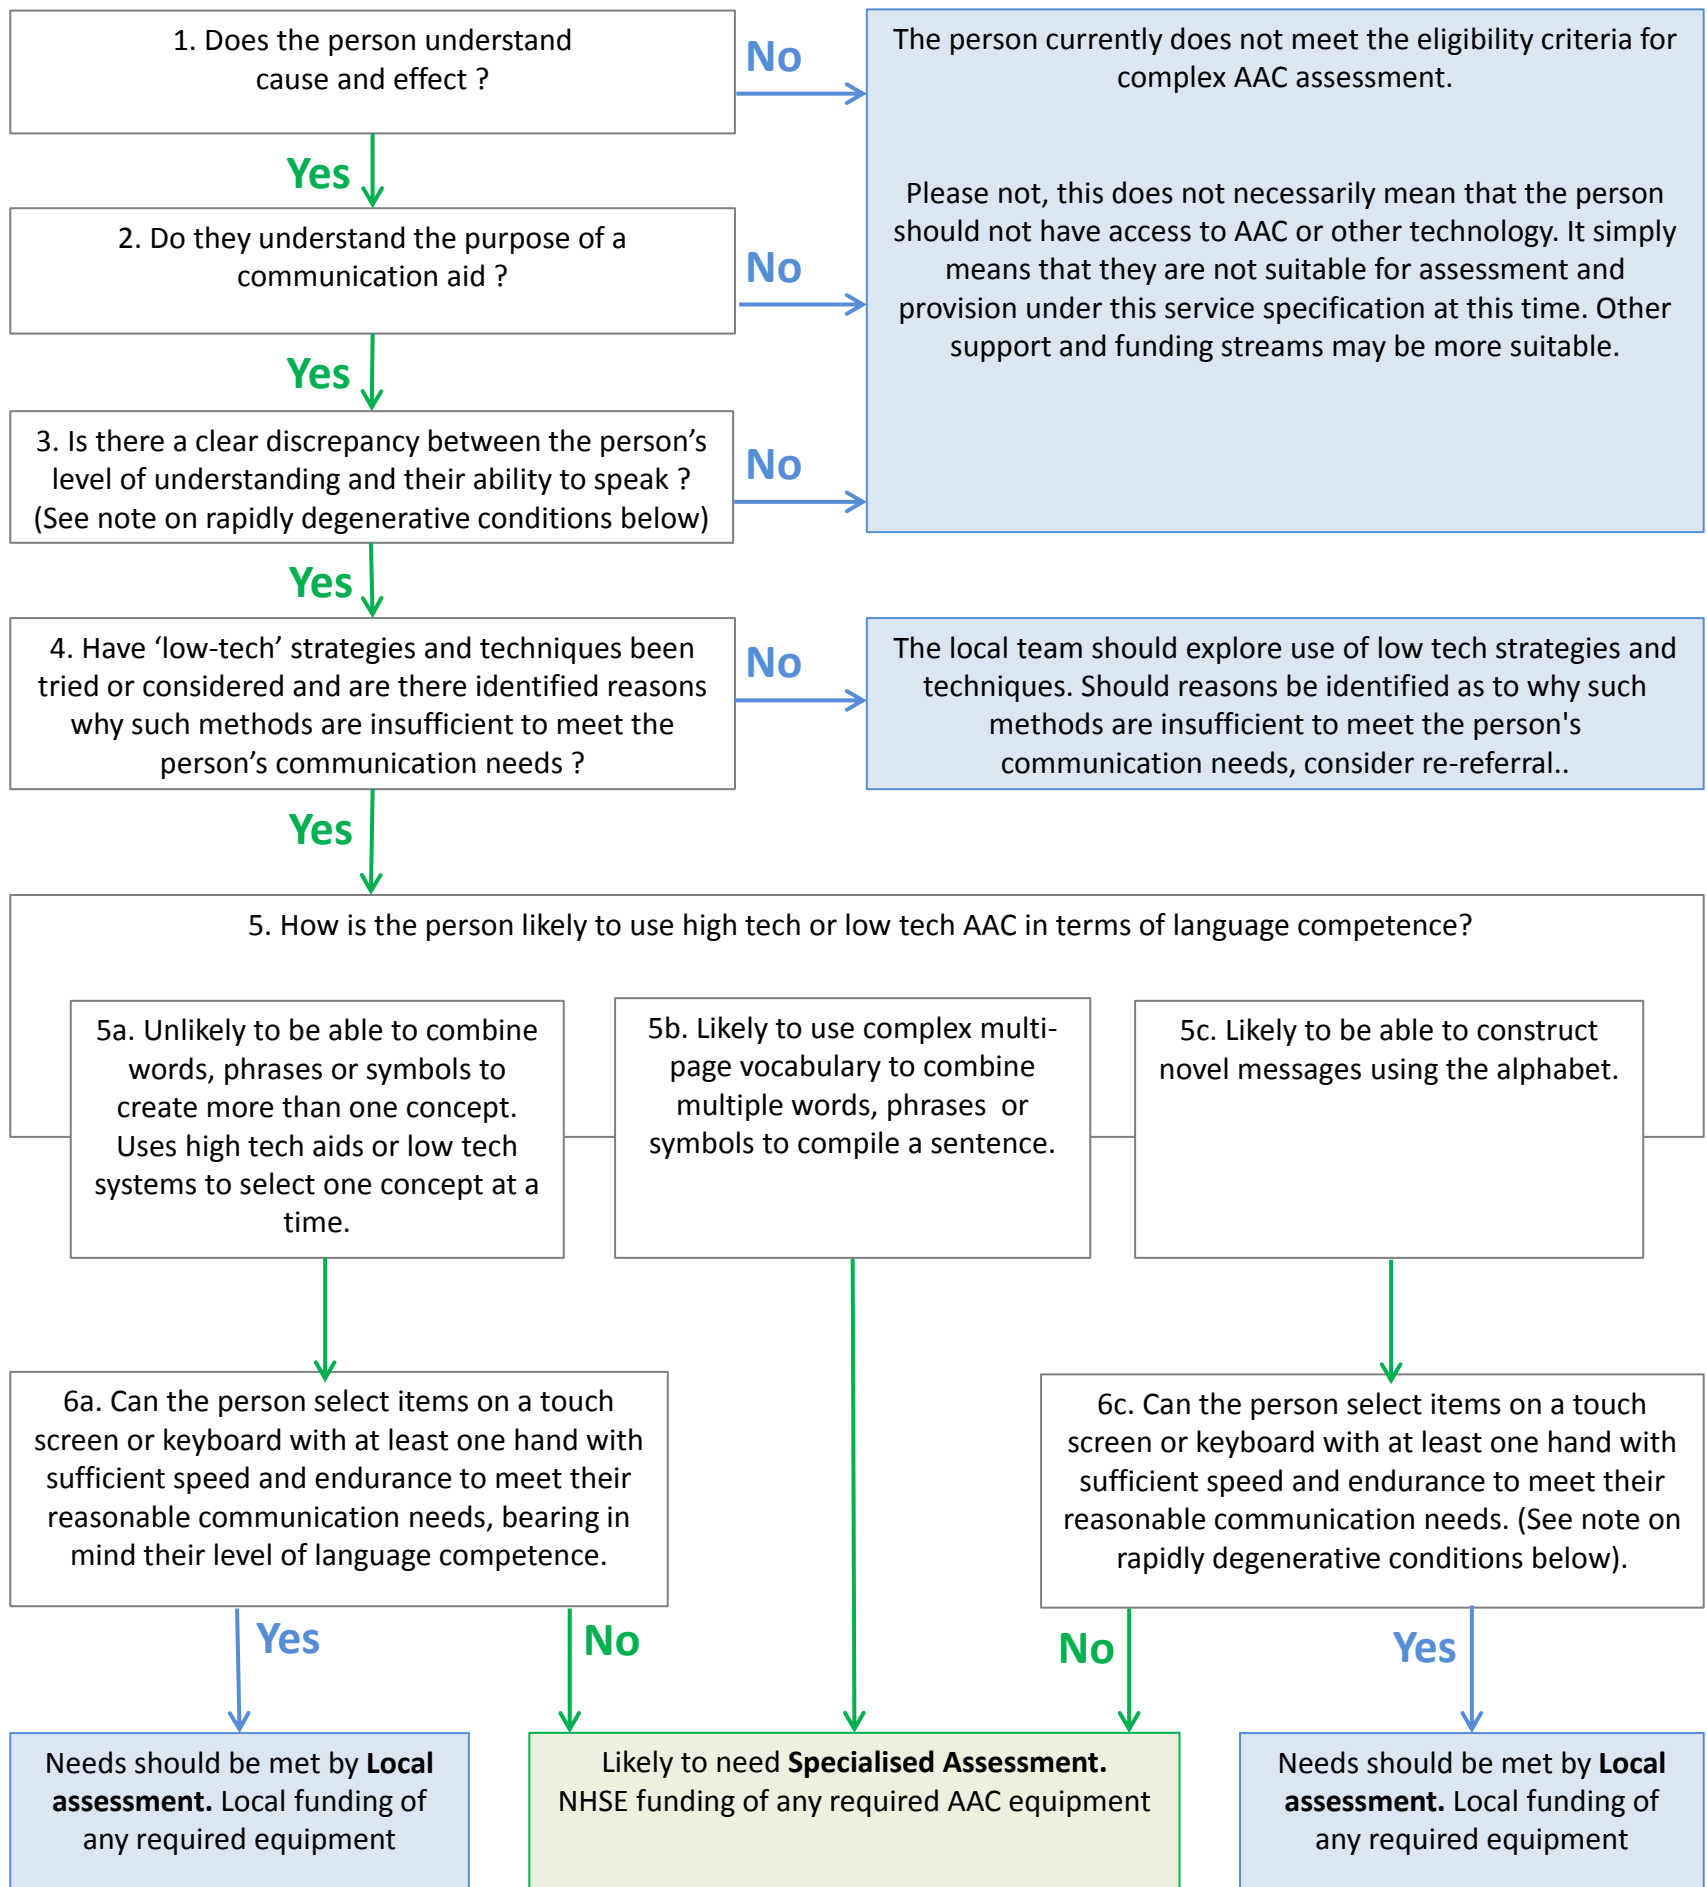 1. Does the person understand
cause and effect ?
No
The person currently does not meet the eligibility criteria for
complex AAC assessment.
Please not, this does not necessarily mean that the person
should not have access to AAC or other technology. It simply
means that they are not suitable for assessment and
provision under this service specification at this time. Other
support and funding streams may be more suitable.
Yes
2. Do they understand the purpose of a
communication aid ?
No
Yes
3. Is there a clear discrepancy between the person’s
level of understanding and their ability to speak ?
(See note on rapidly degenerative conditions below)
No
Yes
4. Have ‘low-tech’ strategies and techniques been
tried or considered and are there identified reasons
why such methods are insufficient to meet the
person’s communication needs ?
No
The local team should explore use of low tech strategies and
techniques. Should reasons be identified as to why such
methods are insufficient to meet the person's
communication needs, consider re-referral..
Yes
5. How is the person likely to use high tech or low tech AAC in terms of language competence?
5a. Unlikely to be able to combine
words, phrases or symbols to
create more than one concept.
Uses high tech aids or low tech
systems to select one concept at a
time.
5b. Likely to use complex multi-
page vocabulary to combine
multiple words, phrases or
symbols to compile a sentence.
5c. Likely to be able to construct
novel messages using the alphabet.
6a. Can the person select items on a touch
screen or keyboard with at least one hand with
sufficient speed and endurance to meet their
reasonable communication needs, bearing in
mind their level of language competence.
6c. Can the person select items on a touch
screen or keyboard with at least one hand with
sufficient speed and endurance to meet their
reasonable communication needs. (See note on
rapidly degenerative conditions below).
Yes
No
No
Yes
Needs should be met by Local
assessment. Local funding of
any required equipment
Likely to need Specialised Assessment.
NHSE funding of any required AAC equipment
Needs should be met by Local
assessment. Local funding of
any required equipment